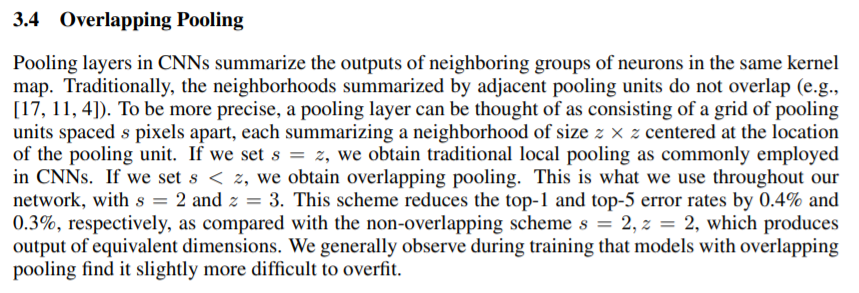 3.4 Overlapping Pooling
Pooling layers in CNNs summarize the outputs of neighboring groups of neurons in the same kernel
map. Traditionally, the neighborhoods summarized by adjacent pooling units do not overlap (e.g.,
[17, 11, 4]). To be more precise, a pooling layer can be thought of as consisting of a grid of pooling
units spaced s pixels apart, each summarizing a neighborhood of size z × z centered at the location
of the pooling unit. If we set s = z, we obtain traditional local pooling as commonly employed
in CNNs. If we set s < z, we obtain overlapping pooling. This is what we use throughout our
network, with s = 2 and z = 3. This scheme reduces the top-1 and top-5 error rates by 0.4% and
0.3%, respectively, as compared with the non-overlapping scheme s = 2, z = 2, which produces
output of equivalent dimensions. We generally observe during training that models with overlapping
pooling find it slightly more difficult to overfit.